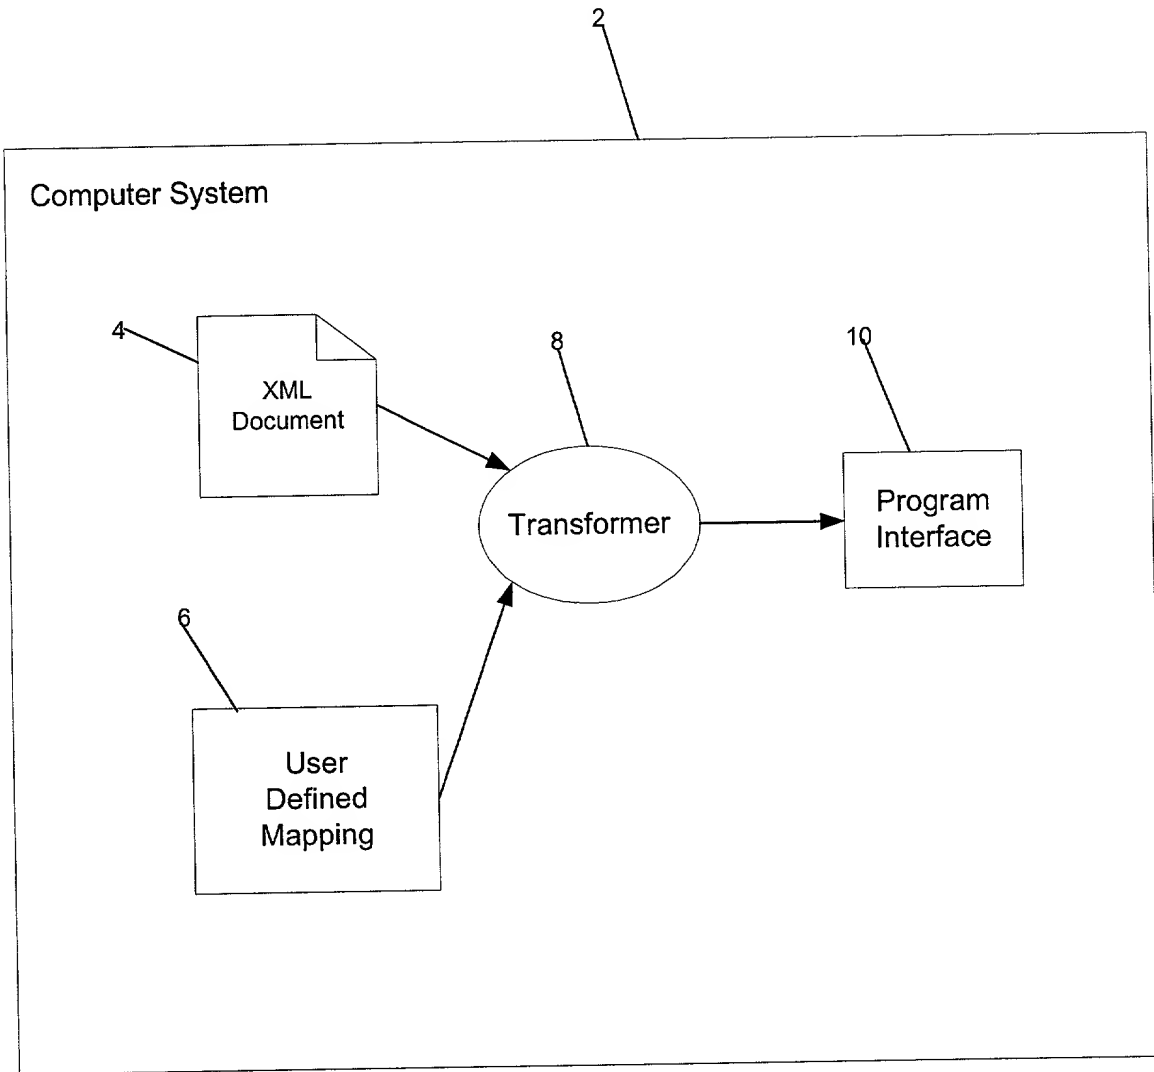 2
Computer System
4
XML
Document
8
10
Transformer
Program
Interface
6
User
Defined
Mapping